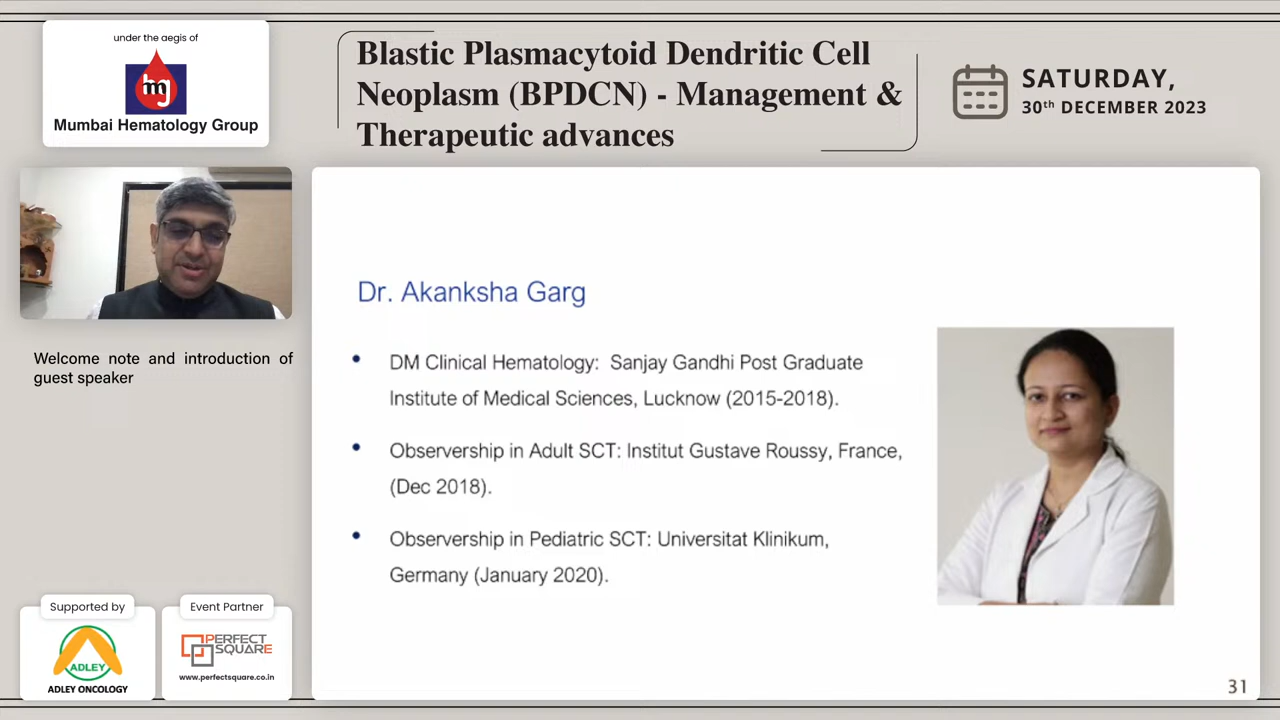 under the aegis of
hg
Mumbai Hematology Group
Blastic Plasmacytoid Dendritic Cell
Neoplasm (BPDCN) - Management &
Therapeutic advances
SATURDAY,
30th DECEMBER 2023
Welcome note and introduction of
guest speaker
Dr. Akanksha Garg
• DM Clinical Hematology: Sanjay Gandhi Post Graduate
Institute of Medical Sciences, Lucknow (2015-2018).
• Observership in Adult SCT: Institut Gustave Roussy, France,
(Dec 2018).
• Observership in Pediatric SCT: Universitat Klinikum,
Germany (January 2020).
31
Supported by
ADLEY
ADLEY ONCOLOGY
Event Partner
PERFECT
SQUARE
www.perfectsquare.co.in